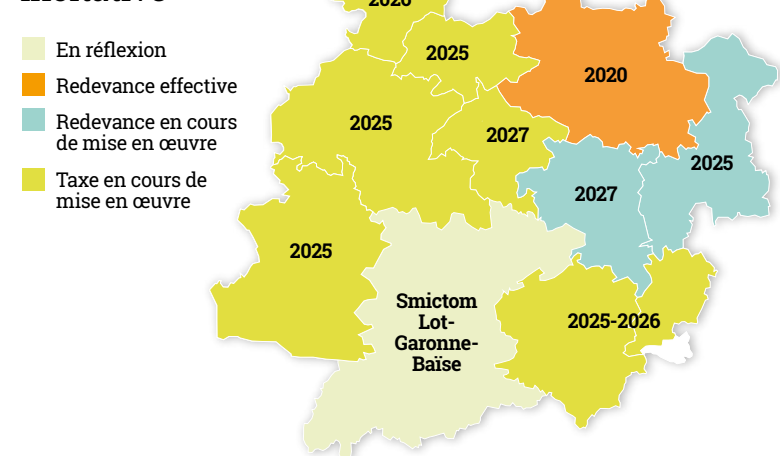 En réflexion
Redevance effective
Redevance en cours
de mise en œuvre
Taxe en cours de
mise en œuvre
2025
2020
2025
2027
2025
2027
2025
Smictom
Lot-
Garonne-
Baïse
2025-2026